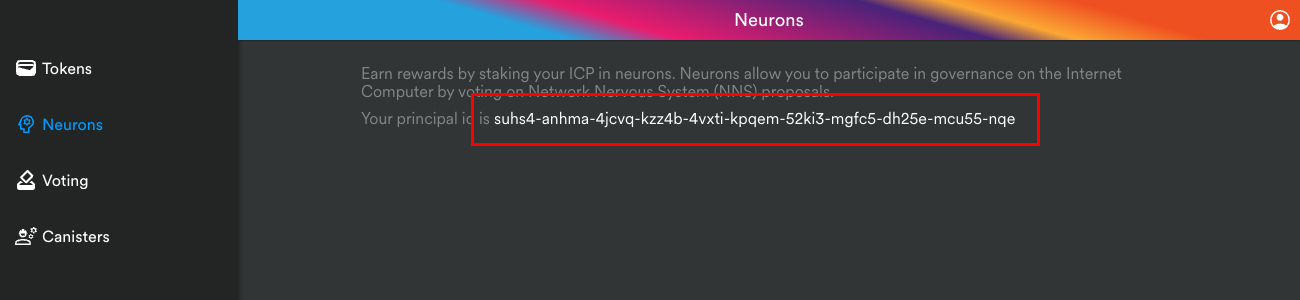 Neurons
Tokens
Neurons
Voting
Canisters
Earn rewards by staking your ICP in neurons. Neurons allow you to participate in governance on the Internet
Computer by voting on Network Nervous System (NNS) proposals.
Your principal id is suhs4-anhma-4jcvq-kzz4b-4vxti-kpqem-52ki3-mgfc5-dh25e-mcu55-nqe